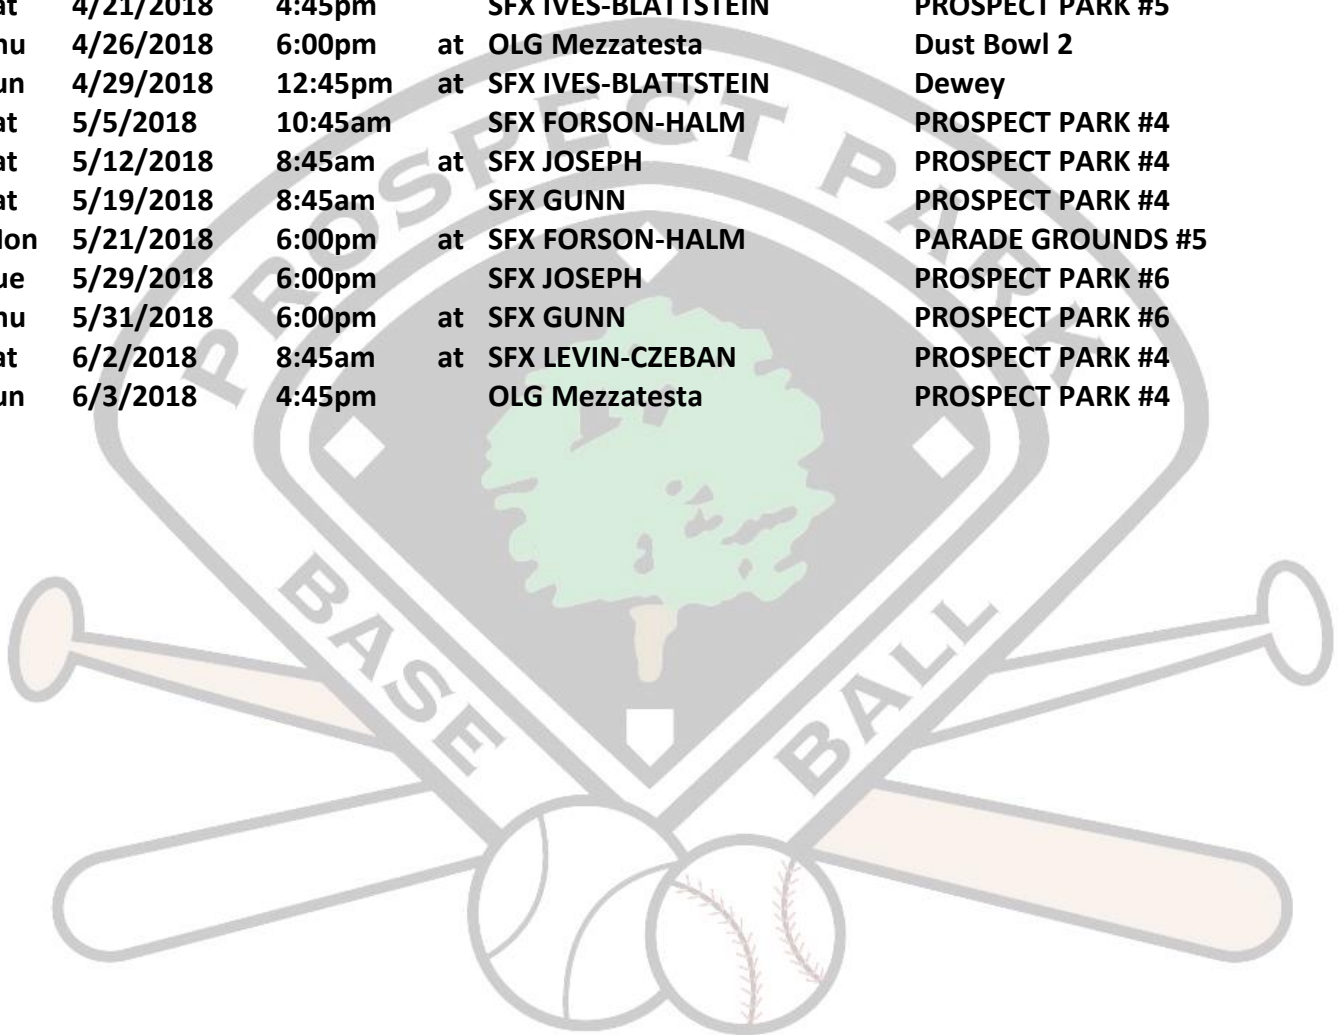 at 4/21/2018 4:45pm SFX IVES-BLATTSTEIN PROSPECT PARK #5
hu 4/26/2018 6:00pm at OLG Mezzatesta Dust Bowl 2
un 4/29/2018 12:45pm at SFX IVES-BLATTSTEIN Dewey
at 5/5/2018 10:45am SFX FORSON-HALM PROSPECT PARK #4
at 5/12/2018 8:45am at SFX JOSEPH PROSPECT PARK #4
at 5/19/2018 8:45am SFX GUNN PROSPECT PARK #4
on 5/21/2018 6:00pm at SFX FORSON-HALM PARADE GROUNDS #5
ue 5/29/2018 6:00pm SFX JOSEPH PROSPECT PARK #6
hu 5/31/2018 6:00pm at SFX GUNN PROSPECT PARK #6
at 6/2/2018 8:45am at SFX LEVIN-CZEBAN PROSPECT PARK #4
un 6/3/2018 4:45pm OLG Mezzatesta PROSPECT PARK #4
PROSPECT PARK
BASE BALL